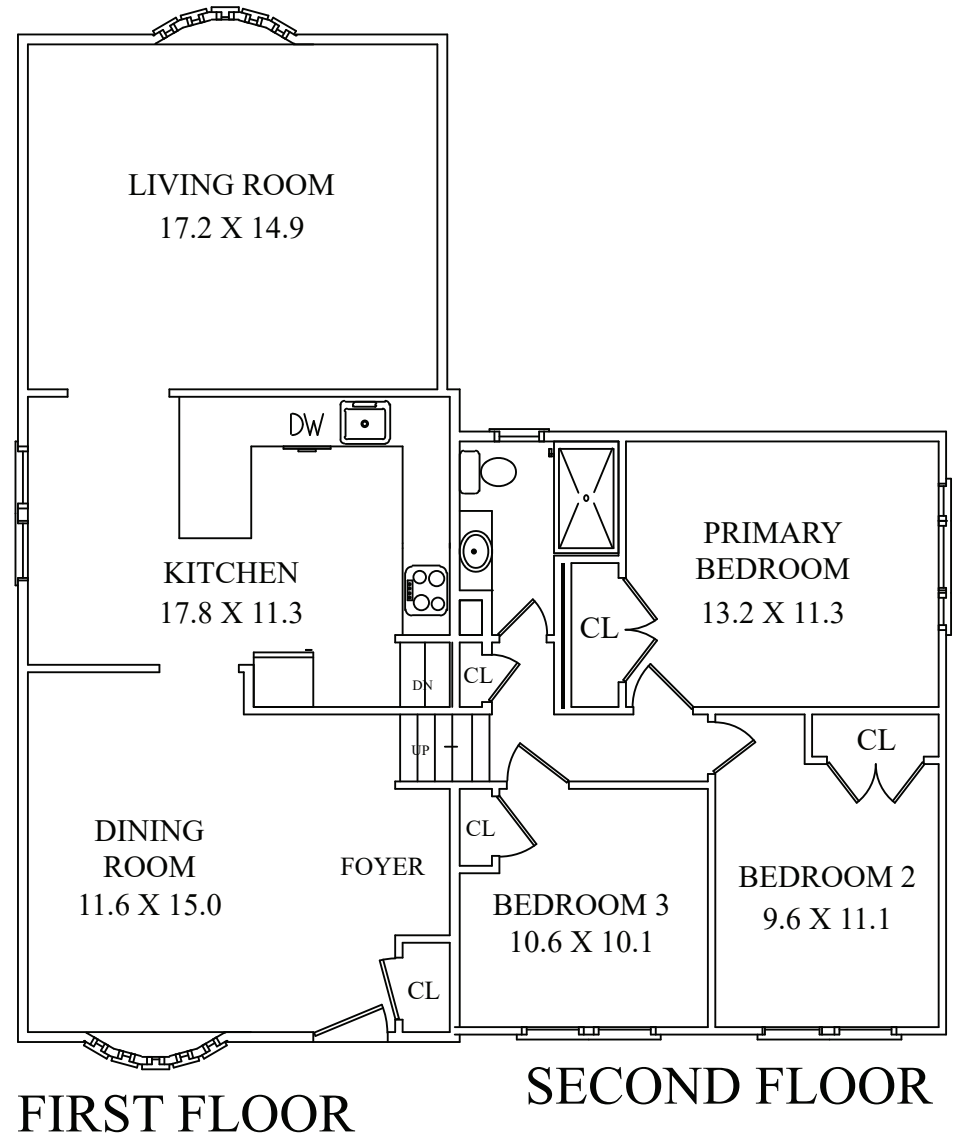 LIVING ROOM
17.2 X 14.9
DW
KITCHEN
17.8 X 11.3
PRIMARY
BEDROOM
13.2 X 11.3
CL
CL
DN
UP
CL
DINING
ROOM
11.6 X 15.0
FOYER
CL
BEDROOM 3
10.6 X 10.1
BEDROOM 2
9.6 X 11.1
CL
FIRST FLOOR
SECOND FLOOR